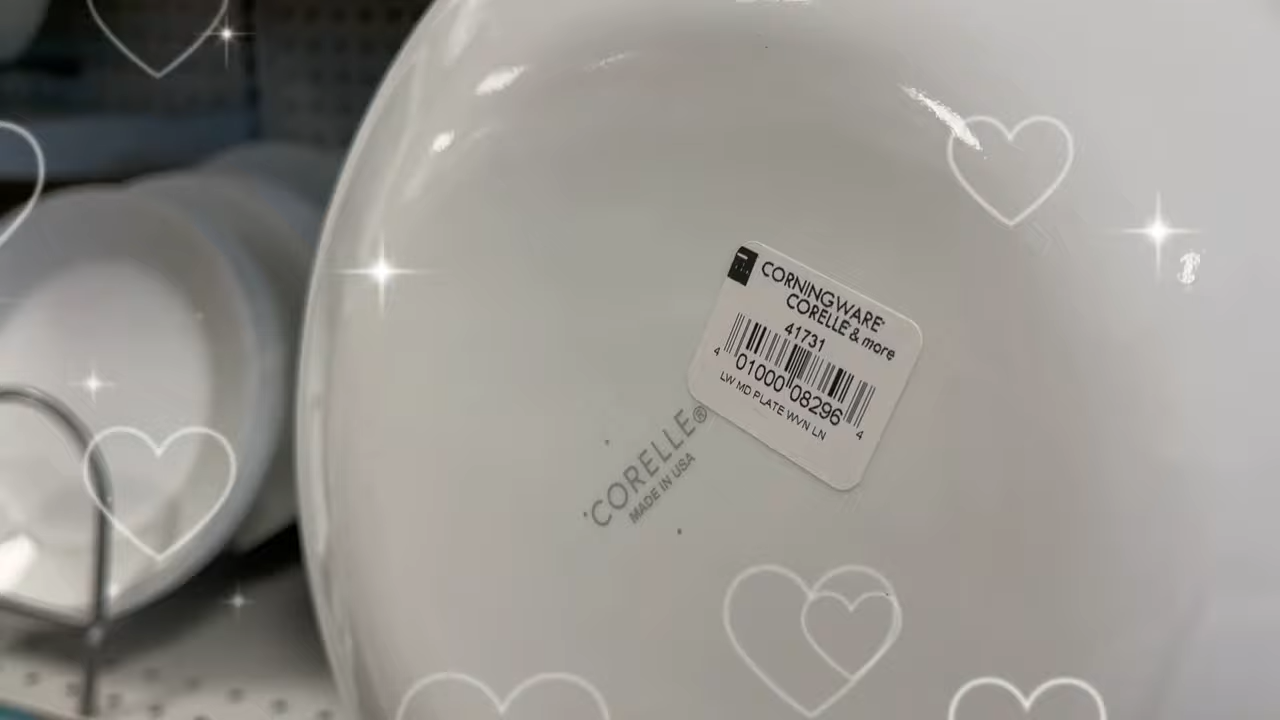 CORNINGWARE®
CORELLE & more
41731
4 01000 08296 4
LW MD PLATE WVN LN
CORELLE®
MADE IN USA